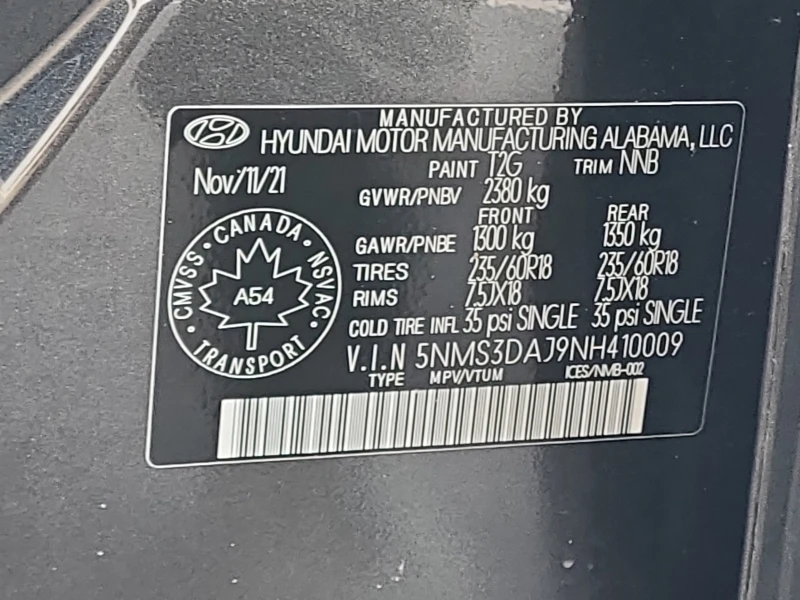 MANUFACTURED BY
HYUNDAI MOTOR MANUFACTURING ALABAMA, LLC
Nov/11/21
PAINT T2G TRIM NNB
GVWR/PNBV 2380 kg
FRONT REAR
GAWR/PNBE 1300 kg 1350 kg
TIRES 235/60R18 235/60R18
RIMS 7.5JX18 7.5JX18
COLD TIRE INFL 35 psi SINGLE 35 psi SINGLE
V.I.N 5NMS3DAJ9NH410009
TYPE MPV/VTUM ICES/NMB-002
CMVSS · CANADA · NSVAC · TRANSPORT ·
A54